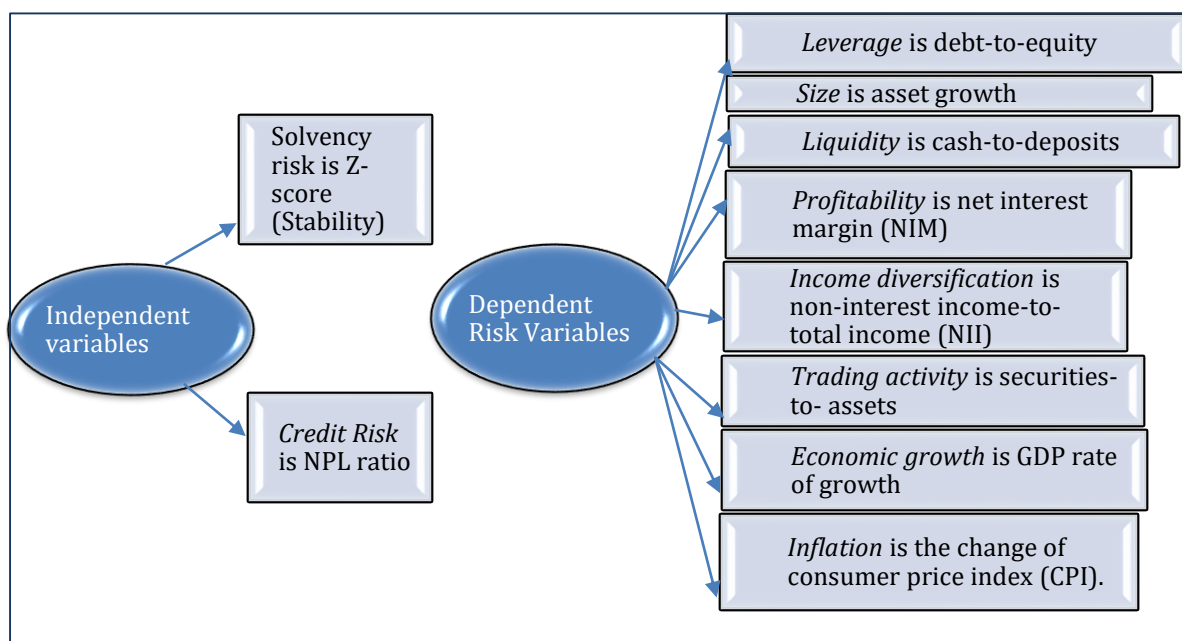 Independent
variables
Solvency
risk is Z-
score
(Stability)
Credit Risk
is NPL ratio
Dependent
Risk Variables
Leverage is debt-to-equity
Size is asset growth
Liquidity is cash-to-deposits
Profitability is net interest
margin (NIM)
Income diversification is
non-interest income-to-
total income (NII)
Trading activity is securities-
to- assets
Economic growth is GDP rate
of growth
Inflation is the change of
consumer price index (CPI).